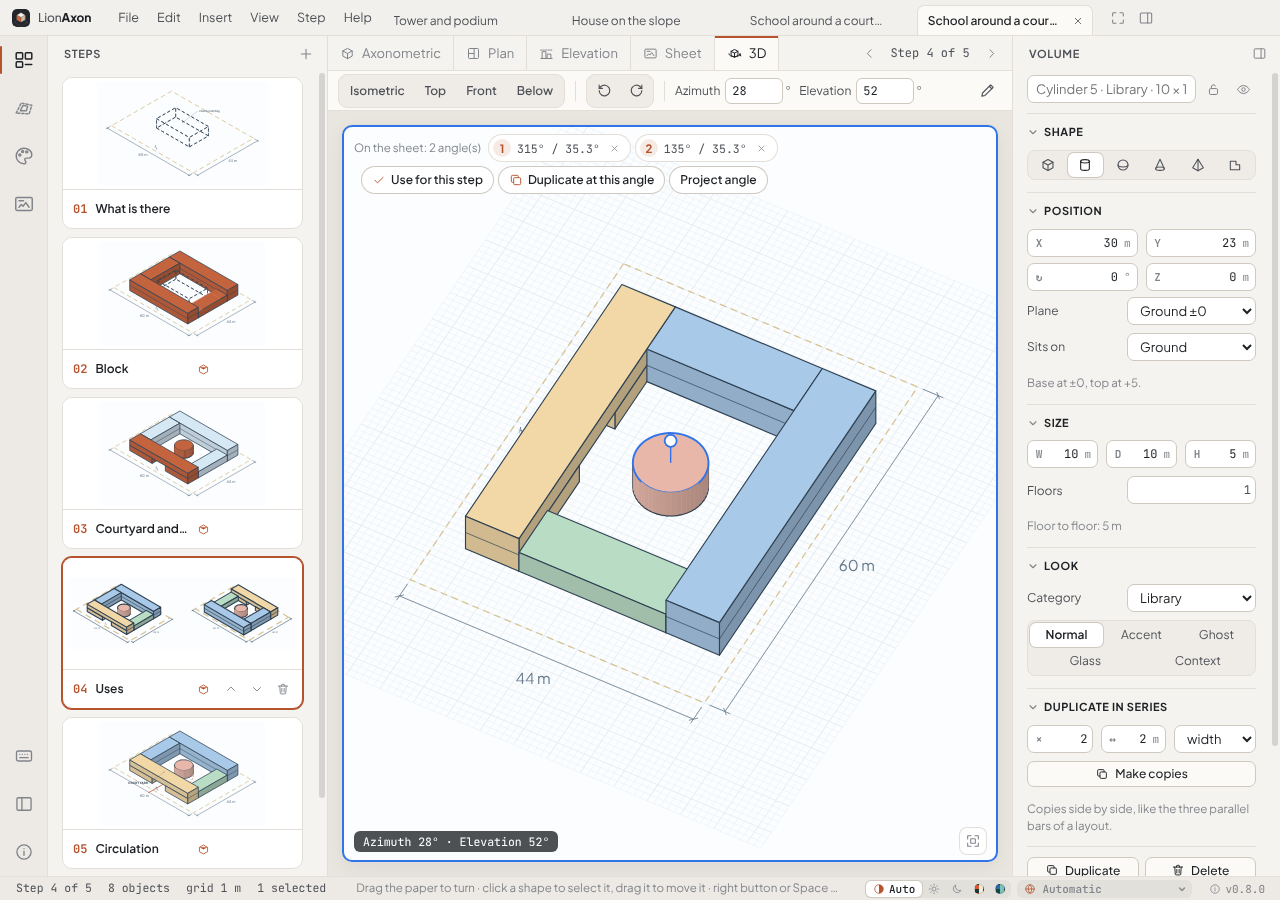 LionAxon File Edit Insert View Step Help Tower and podium House on the slope School around a court… School around a cour…
STEPS
Axonometric Plan Elevation Sheet 3D Step 4 of 5
Isometric Top Front Below Azimuth 28 ° Elevation 52 °
On the sheet: 2 angle(s) 1 315° / 35.3° × 2 135° / 35.3° ×
Use for this step Duplicate at this angle Project angle
01 What is there
02 Block
03 Courtyard and…
04 Uses
05 Circulation
60 m
44 m
Azimuth 28° · Elevation 52°
VOLUME
Cylinder 5 · Library · 10 × 1
SHAPE
POSITION
X 30 m Y 23 m
↻ 0 ° Z 0 m
Plane Ground ±0
Sits on Ground
Base at ±0, top at +5.
SIZE
W 10 m D 10 m H 5 m
Floors 1
Floor to floor: 5 m
LOOK
Category Library
Normal Accent Ghost
Glass Context
DUPLICATE IN SERIES
× 2 ↔ 2 m width
Make copies
Copies side by side, like the three parallel
bars of a layout.
Duplicate Delete
Step 4 of 5 8 objects grid 1 m 1 selected Drag the paper to turn · click a shape to select it, drag it to move it · right button or Space … Auto Automatic v0.8.0